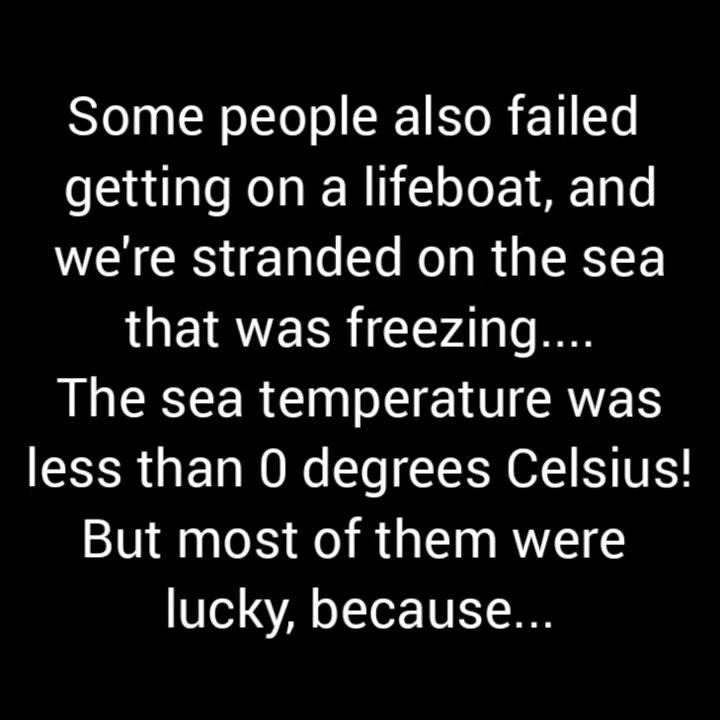 Some people also failed
getting on a lifeboat, and
we're stranded on the sea
that was freezing....
The sea temperature was
less than 0 degrees Celsius!
But most of them were
lucky, because...